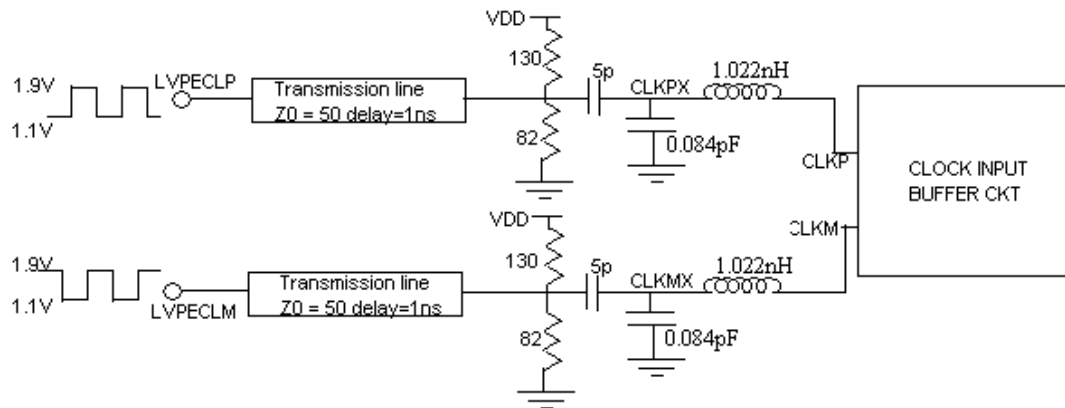 VDD
130
5p
1.022nH
1.9V
LVPECLP
Transmission line
Z0 = 50 delay=1ns
CLKPX
1.1V
82
0.084pF
CLKP
CLOCK INPUT
BUFFER CKT
VDD
CLKM
130
5p
1.022nH
1.9V
Transmission line
Z0 = 50 delay=1ns
CLKMX
1.1V
LVPECLM
82
0.084pF